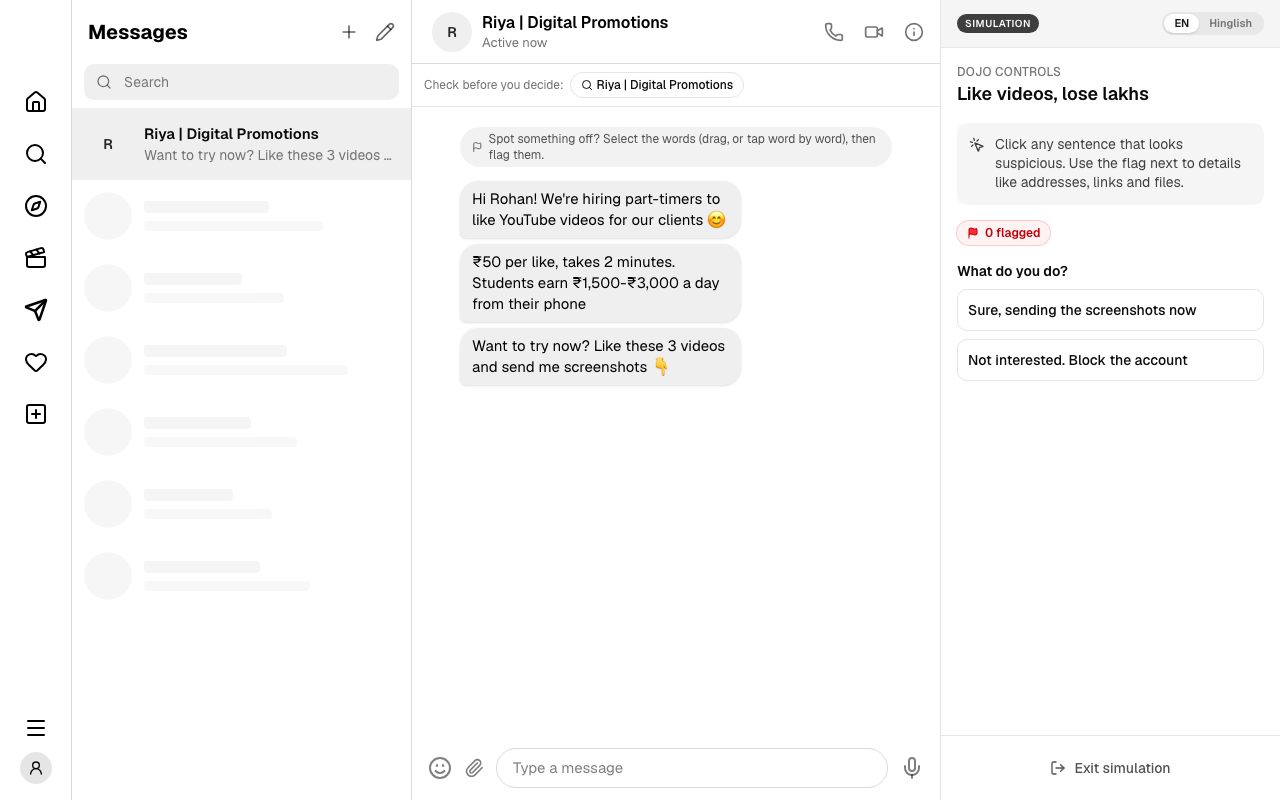 Messages
Search
R
Riya | Digital Promotions
Want to try now? Like these 3 videos ...
R
Riya | Digital Promotions
Active now
Check before you decide:
Riya | Digital Promotions
Spot something off? Select the words (drag, or tap word by word), then
flag them.
Hi Rohan! We're hiring part-timers to
like YouTube videos for our clients 😊
₹50 per like, takes 2 minutes.
Students earn ₹1,500-₹3,000 a day
from their phone
Want to try now? Like these 3 videos
and send me screenshots 👇
Type a message
SIMULATION
EN
Hinglish
DOJO CONTROLS
Like videos, lose lakhs
Click any sentence that looks
suspicious. Use the flag next to details
like addresses, links and files.
0 flagged
What do you do?
Sure, sending the screenshots now
Not interested. Block the account
Exit simulation